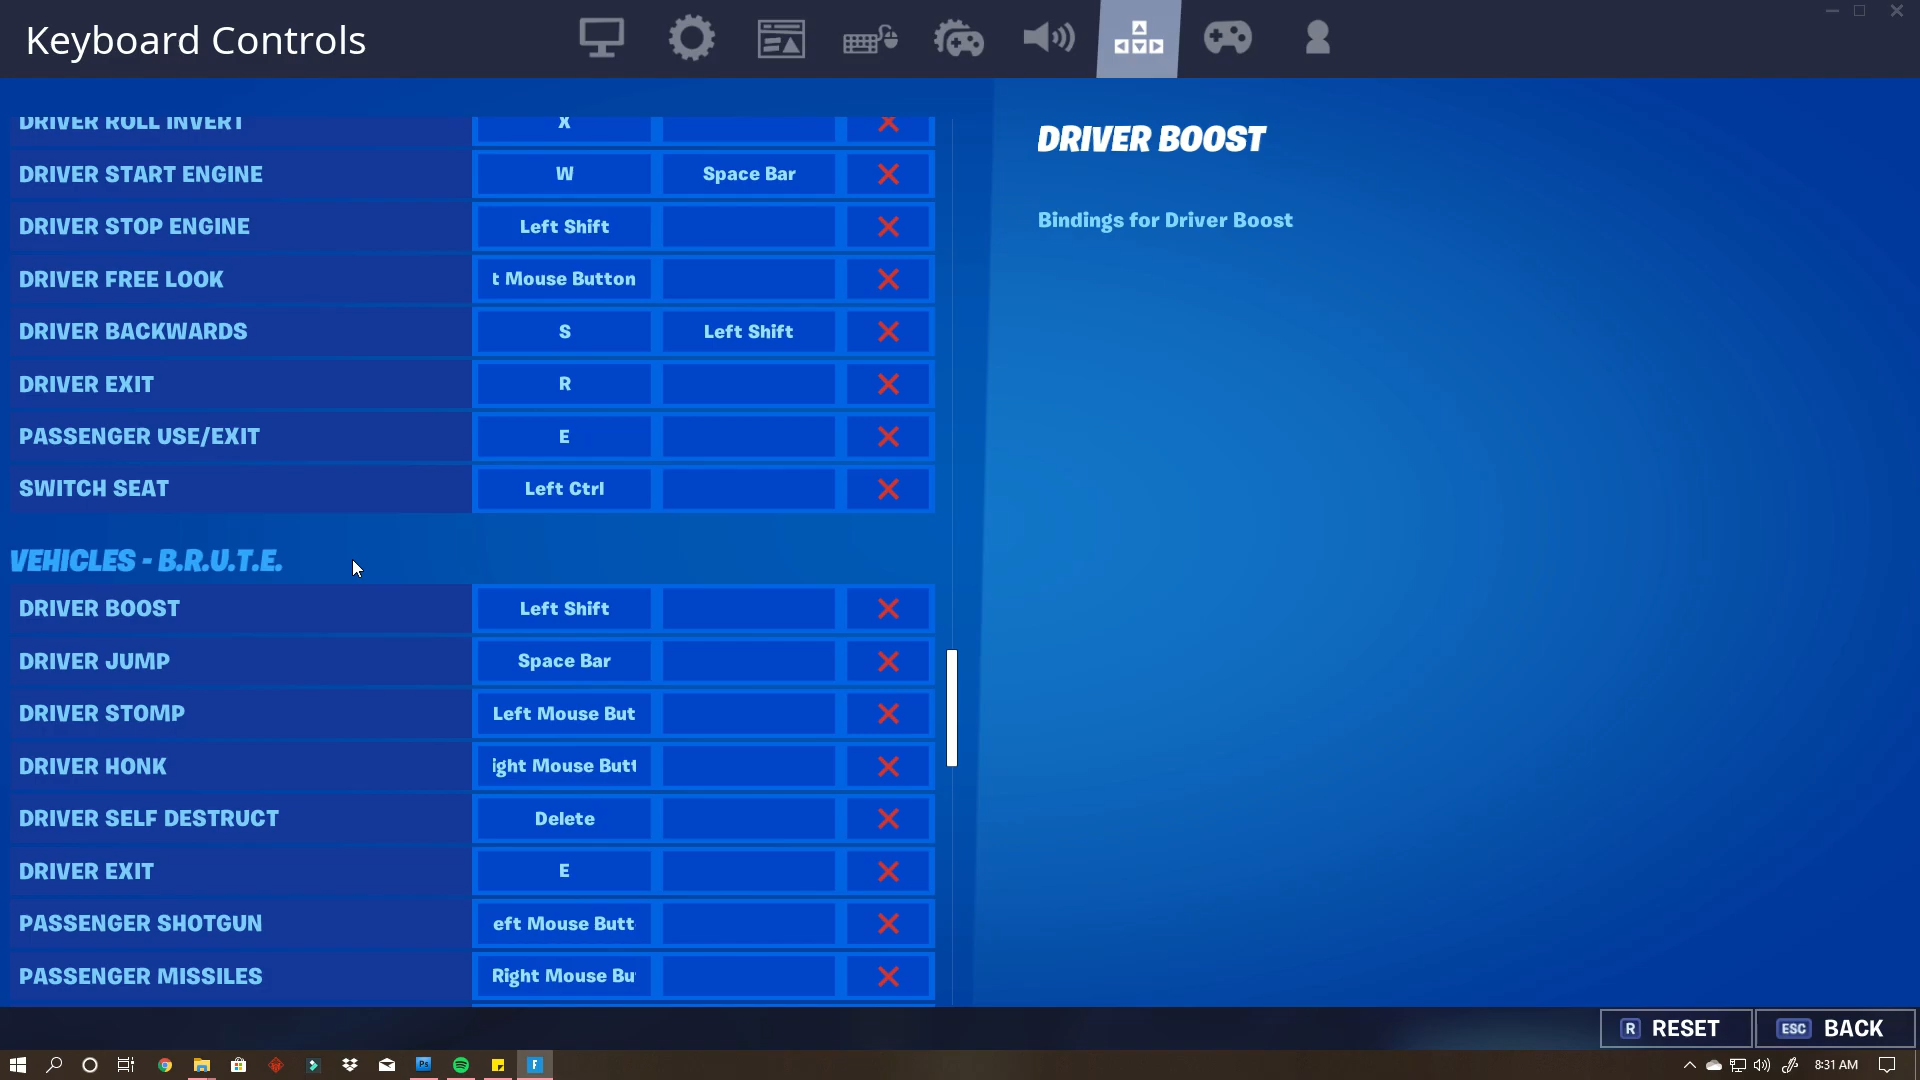 Keyboard Controls
DRIVER ROLL INVERT X
DRIVER START ENGINE W Space Bar
DRIVER STOP ENGINE Left Shift
DRIVER FREE LOOK t Mouse Button
DRIVER BACKWARDS S Left Shift
DRIVER EXIT R
PASSENGER USE/EXIT E
SWITCH SEAT Left Ctrl
VEHICLES - B.R.U.T.E.
DRIVER BOOST Left Shift
DRIVER JUMP Space Bar
DRIVER STOMP Left Mouse But
DRIVER HONK ight Mouse Butt
DRIVER SELF DESTRUCT Delete
DRIVER EXIT E
PASSENGER SHOTGUN eft Mouse Butt
PASSENGER MISSILES Right Mouse Bu
DRIVER BOOST
Bindings for Driver Boost
R RESET
ESC BACK
Ps
F
8:31 AM